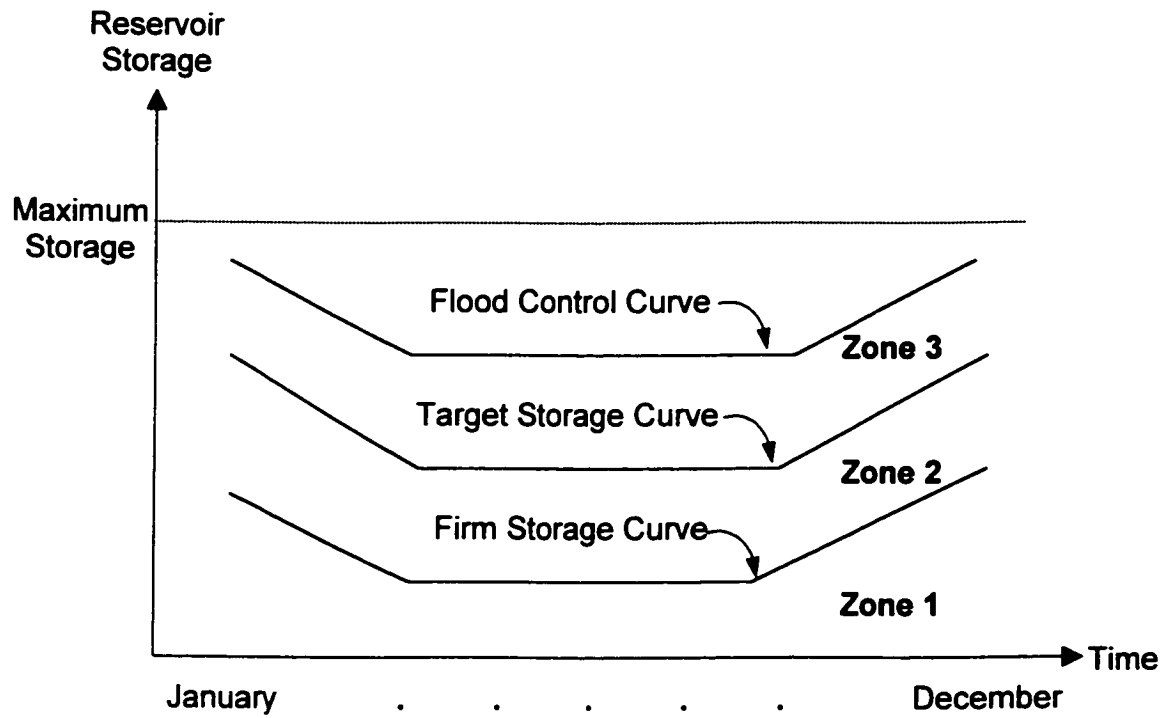 Reservoir
Storage
Maximum
Storage
Flood Control Curve
Zone 3
Target Storage Curve
Zone 2
Firm Storage Curve
Zone 1
Time
January . . . . . December